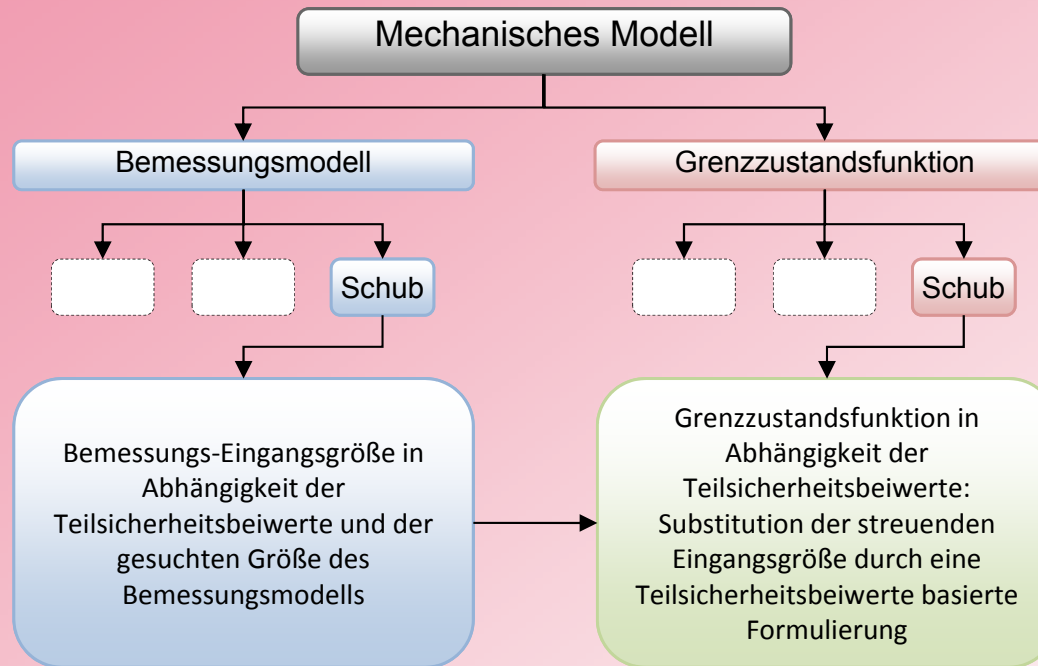 Mechanisches Modell
Bemessungsmodell
Grenzzustandsfunktion
Schub
Schub
Bemessungs-Eingangsgröße in
Abhängigkeit der
Teilsicherheitsbeiwerte und der
gesuchten Größe des
Bemessungsmodells
Grenzzustandsfunktion in
Abhängigkeit der
Teilsicherheitsbeiwerte:
Substitution der streuenden
Eingangsgröße durch eine
Teilsicherheitsbeiwerte basierte
Formulierung